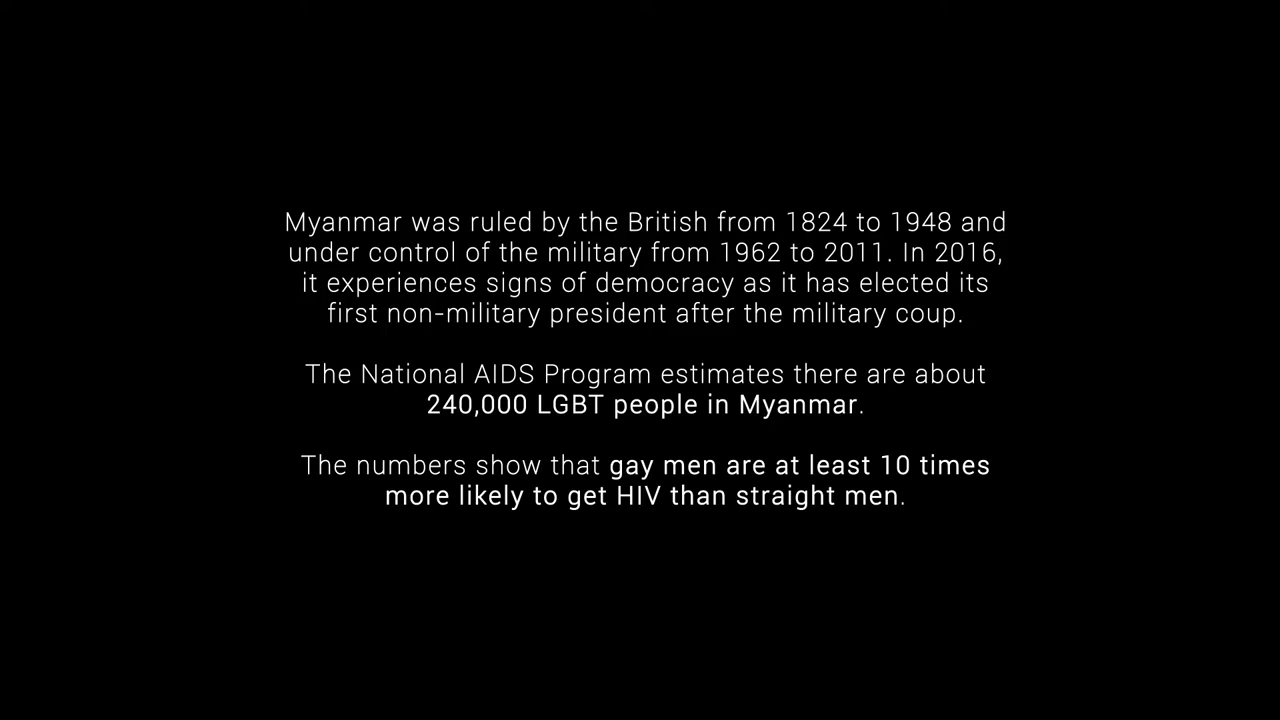 Myanmar was ruled by the British from 1824 to 1948 and
under control of the military from 1962 to 2011. In 2016,
it experiences signs of democracy as it has elected its
first non-military president after the military coup.
The National AIDS Program estimates there are about
240,000 LGBT people in Myanmar.
The numbers show that gay men are at least 10 times
more likely to get HIV than straight men.